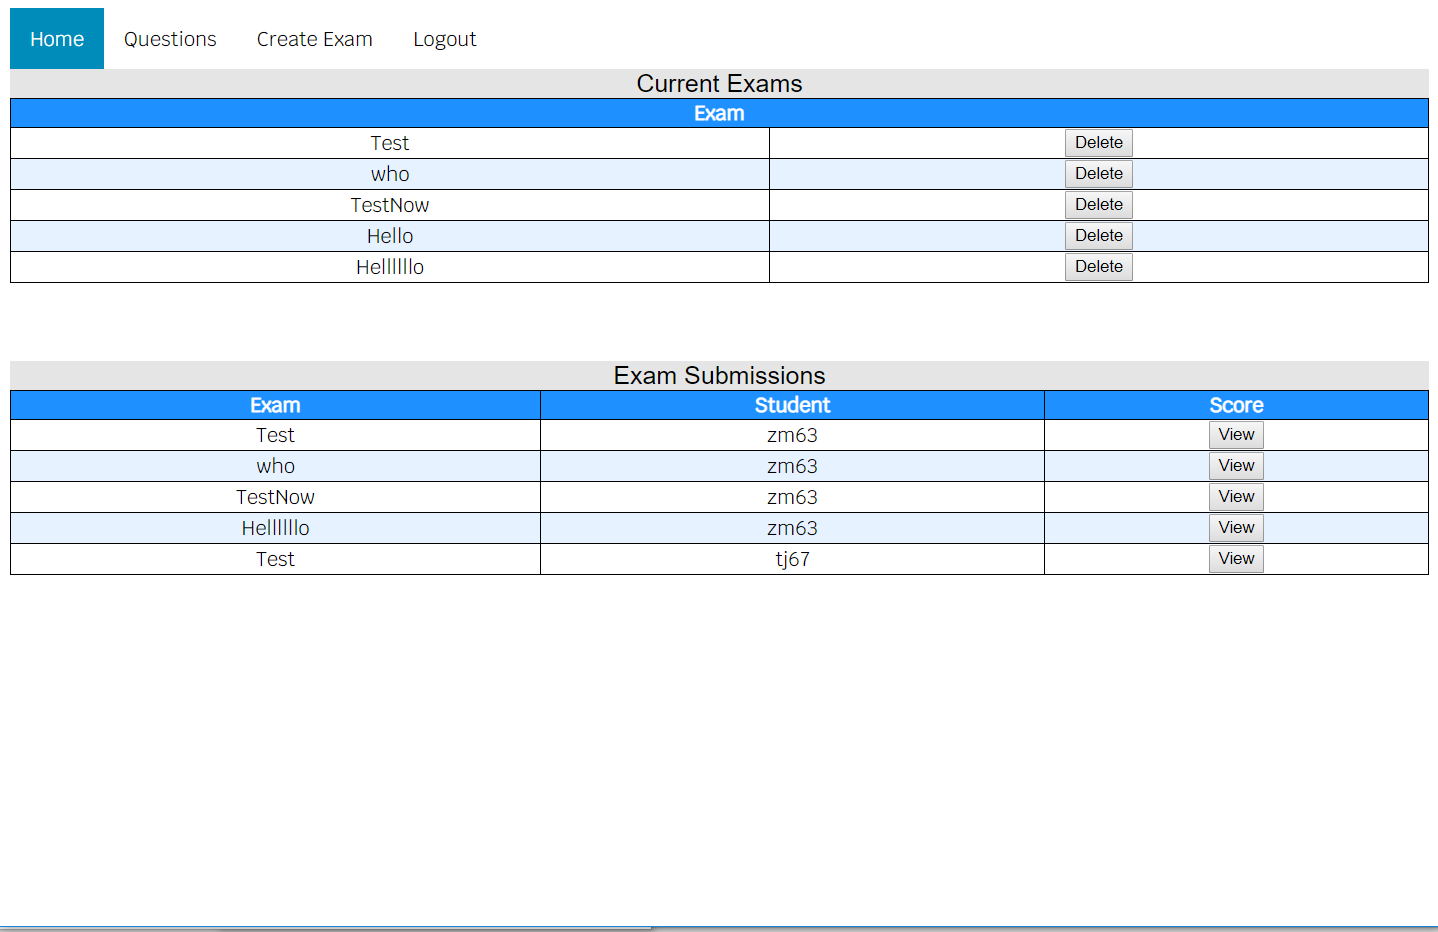 Home Questions Create Exam Logout
Current Exams
Exam
Test Delete
who Delete
TestNow Delete
Hello Delete
Hellllllo Delete
Exam Submissions
Exam Student Score
Test zm63 View
who zm63 View
TestNow zm63 View
Hellllllo zm63 View
Test tj67 View